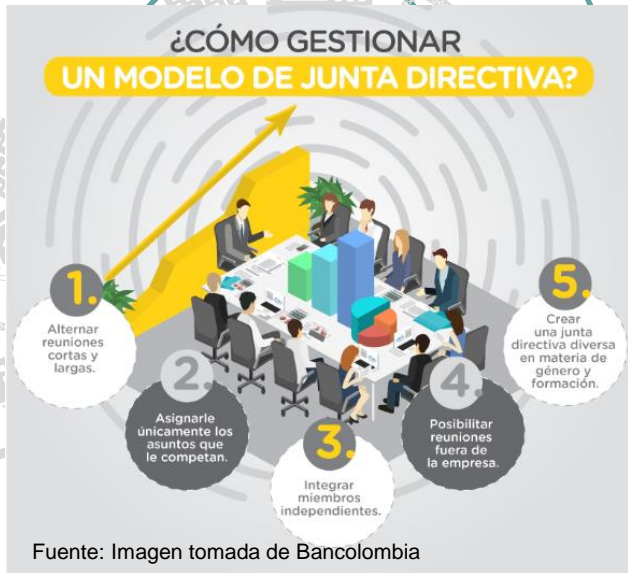 ¿CÓMO GESTIONAR
UN MODELO DE JUNTA DIRECTIVA?
1.
Alternar
reuniones
cortas y
largas.
2.
Asignarle
únicamente los
asuntos que
le competan.
3.
Integrar
miembros
independientes.
4.
Posibilitar
reuniones
fuera de
la empresa.
5.
Crear
una junta
directiva diversa
en materia de
género y
formación.
Fuente: Imagen tomada de Bancolombia